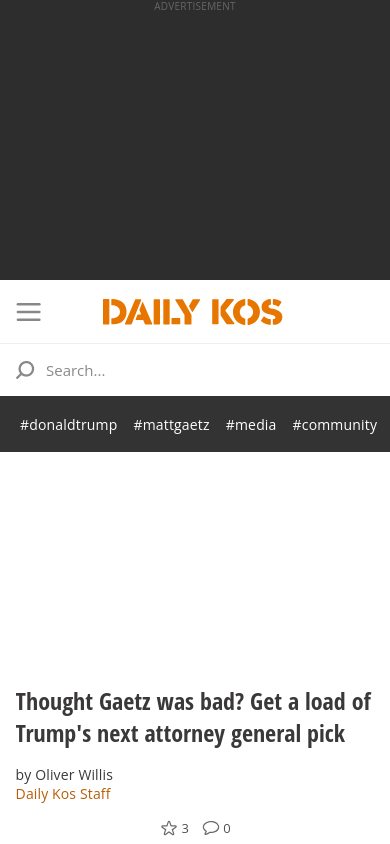 ADVERTISEMENT
DAILY KOS
Search...
#donaldtrump #mattgaetz #media #community
Thought Gaetz was bad? Get a load of
Trump's next attorney general pick
by Oliver Willis
Daily Kos Staff
3 0